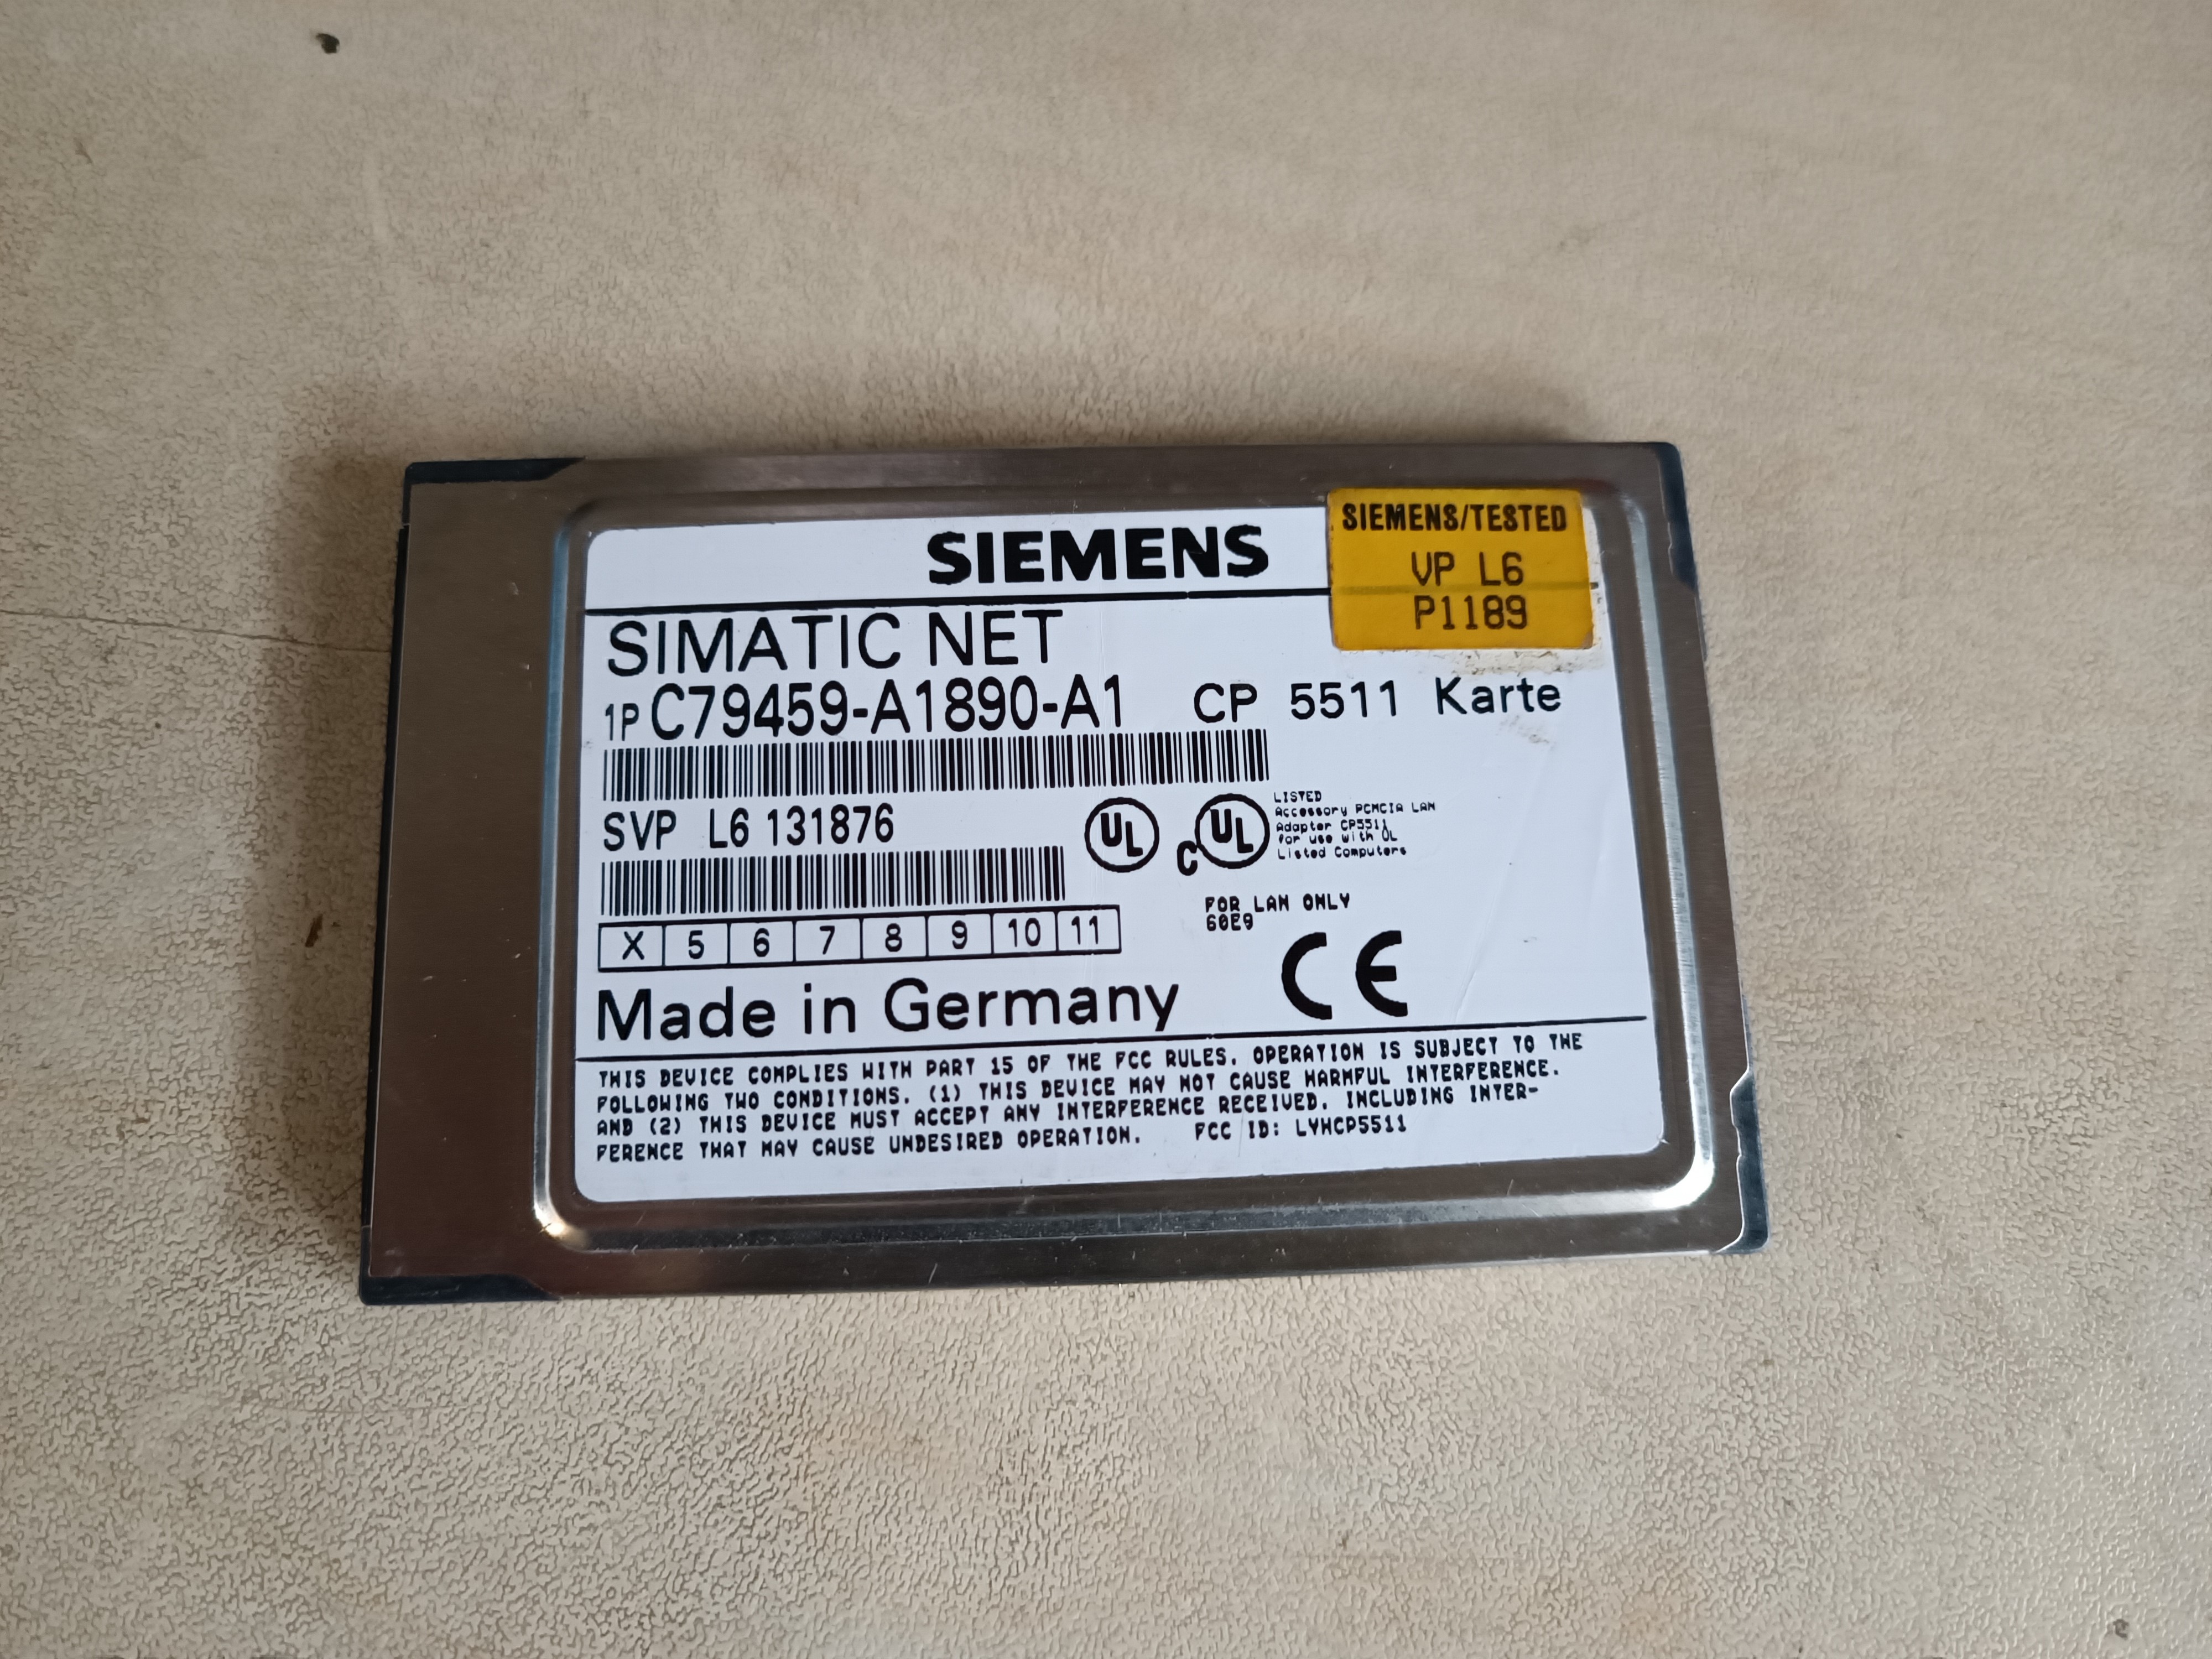 SIEMENS
SIEMENS/TESTED
VP L6
P1189
SIMATIC NET
1P C79459-A1890-A1 CP 5511 Karte
SVP L6 131876
UL
C UL
LISTED
Accessory PCMCIA LAN
Adapter CP5511
for use with UL
Listed Computers
FOR LAN ONLY
60E9
X 5 6 7 8 9 10 11
Made in Germany CE
THIS DEVICE COMPLIES WITH PART 15 OF THE FCC RULES. OPERATION IS SUBJECT TO THE
FOLLOWING TWO CONDITIONS. (1) THIS DEVICE MAY NOT CAUSE HARMFUL INTERFERENCE.
AND (2) THIS DEVICE MUST ACCEPT ANY INTERFERENCE RECEIVED. INCLUDING INTER-
FERENCE THAT MAY CAUSE UNDESIRED OPERATION. FCC ID: LYHCP5511